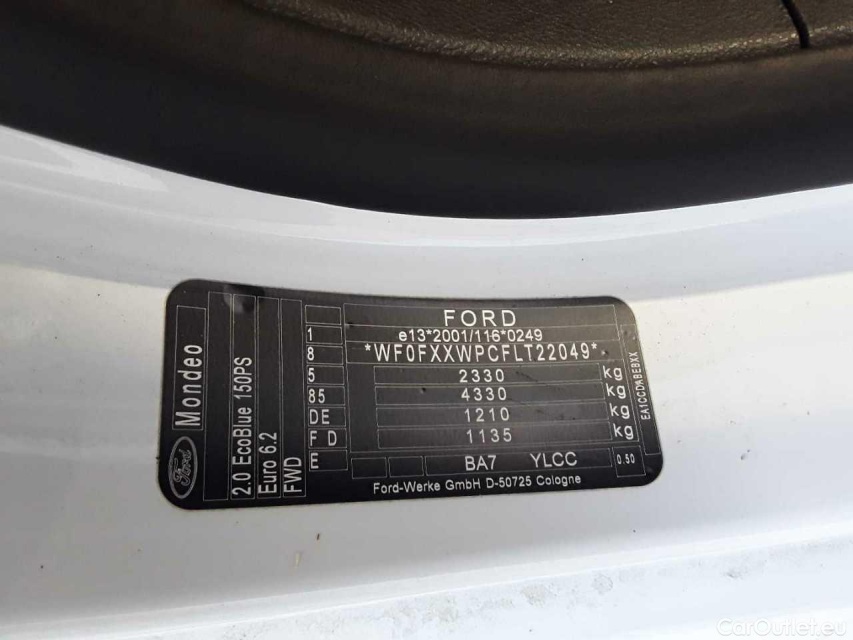 FORD
e13*2001/116*0249
*WF0FXXWPCFLT22049*
2330 kg
4330 kg
1210 kg
1135 kg
BA7 YLCC 0.50
Ford-Werke GmbH D-50725 Cologne
1
8
5
85
DE
F D
E
Mondeo
Ford
2.0 EcoBlue 150PS
Euro 6.2
FWD
CarOutlet.eu